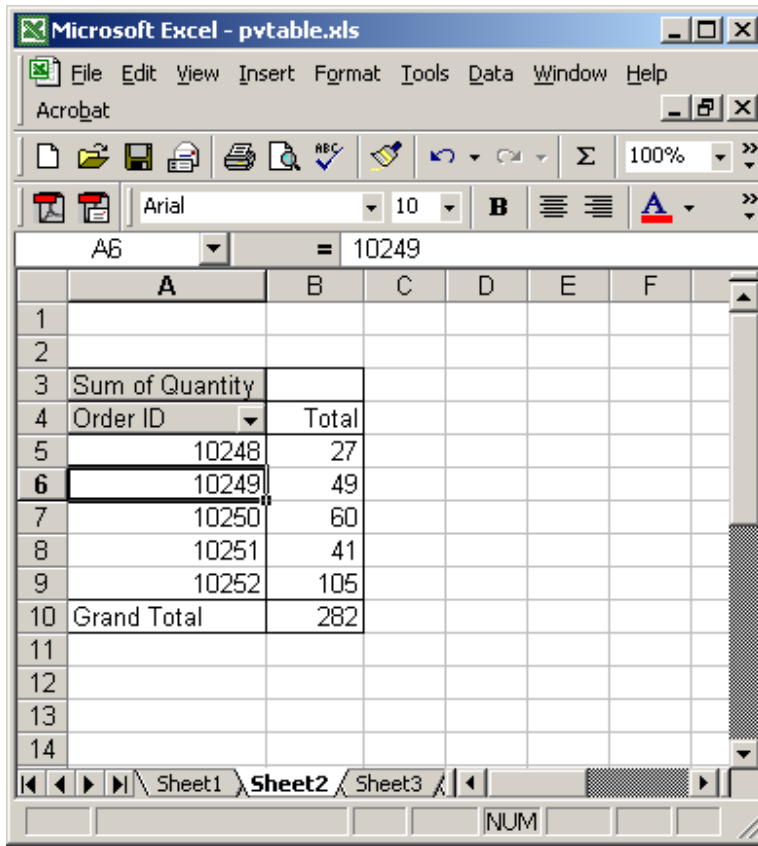 Microsoft Excel - pvtable.xls
File Edit View Insert Format Tools Data Window Help
Acrobat
ABC Σ 100%
Arial 10 B A
A6 = 10249
A B C D E F
1
2
3 Sum of Quantity
4 Order ID Total
5 10248 27
6 10249 49
7 10250 60
8 10251 41
9 10252 105
10 Grand Total 282
11
12
13
14
Sheet1 Sheet2 Sheet3
NUM